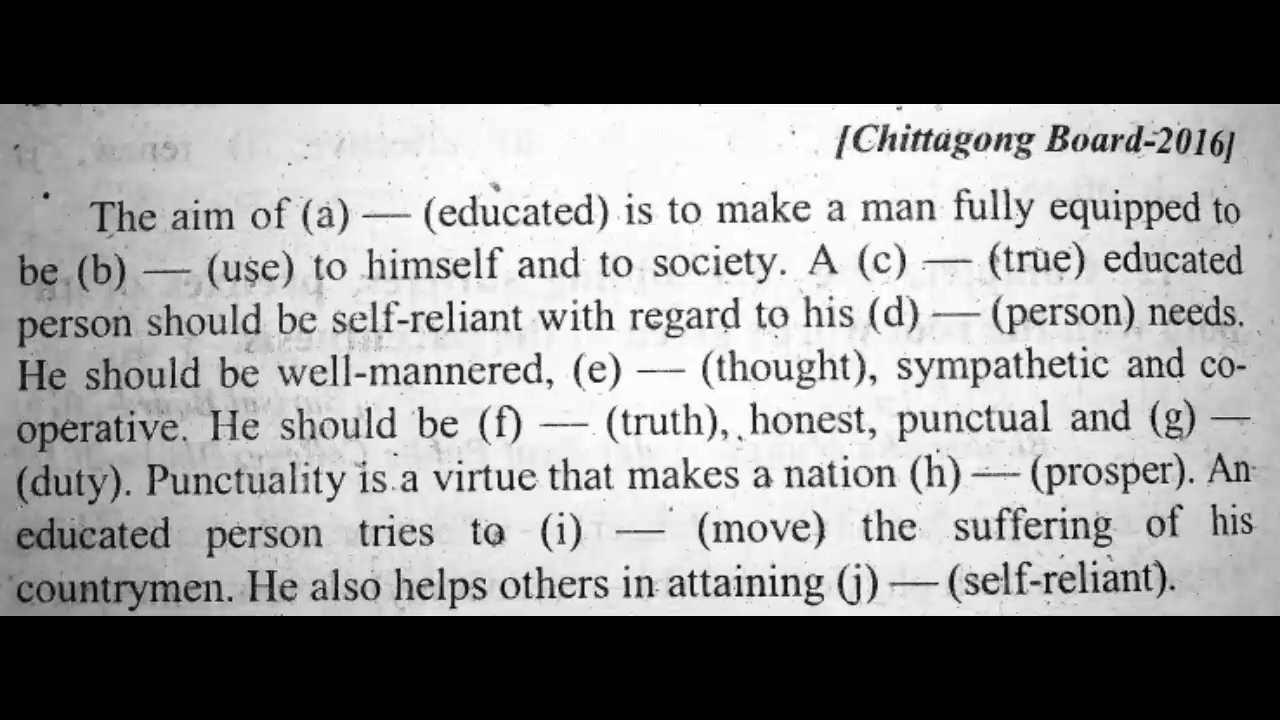 [Chittagong Board-2016]
The aim of (a) — (educated) is to make a man fully equipped to
be (b) — (use) to himself and to society. A (c) — (true) educated
person should be self-reliant with regard to his (d) — (person) needs.
He should be well-mannered, (e) — (thought), sympathetic and co-
operative. He should be (f) — (truth), honest, punctual and (g) —
(duty). Punctuality is a virtue that makes a nation (h) — (prosper). An
educated person tries to (i) — (move) the suffering of his
countrymen. He also helps others in attaining (j) — (self-reliant).